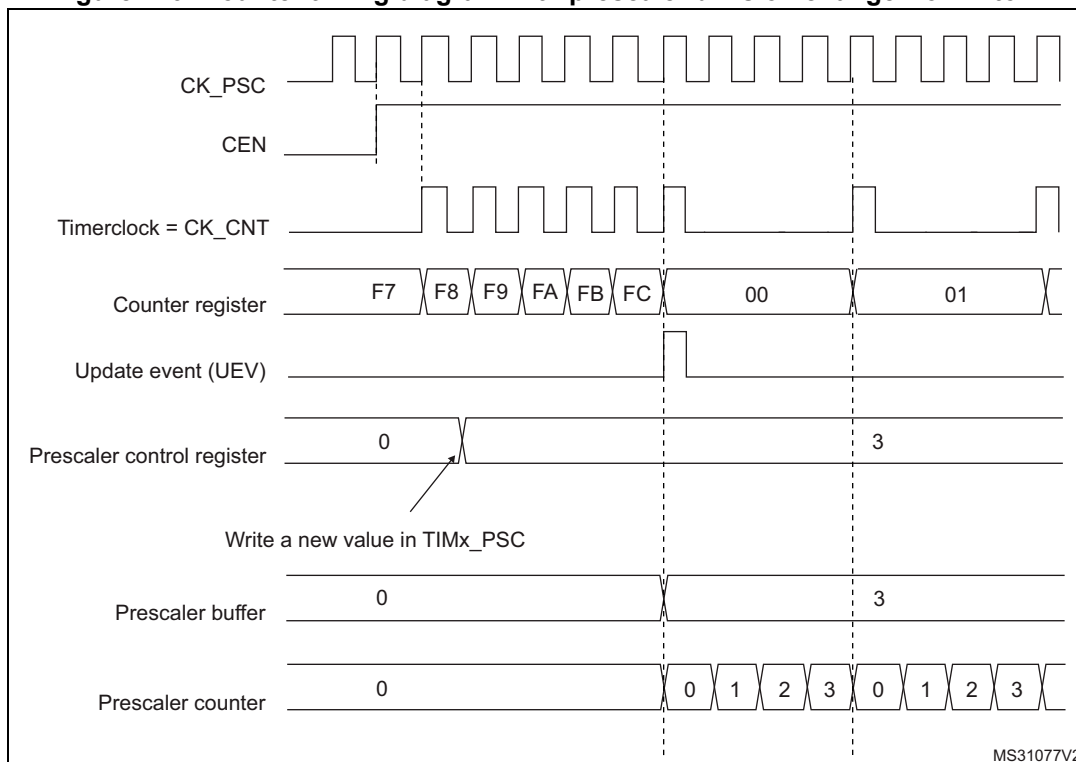 CK_PSC
CEN
Timerclock = CK_CNT
Counter register F7 F8 F9 FA FB FC 00 01
Update event (UEV)
Prescaler control register 0 3
Write a new value in TIMx_PSC
Prescaler buffer 0 3
Prescaler counter 0 0 1 2 3 0 1 2 3
MS31077V2